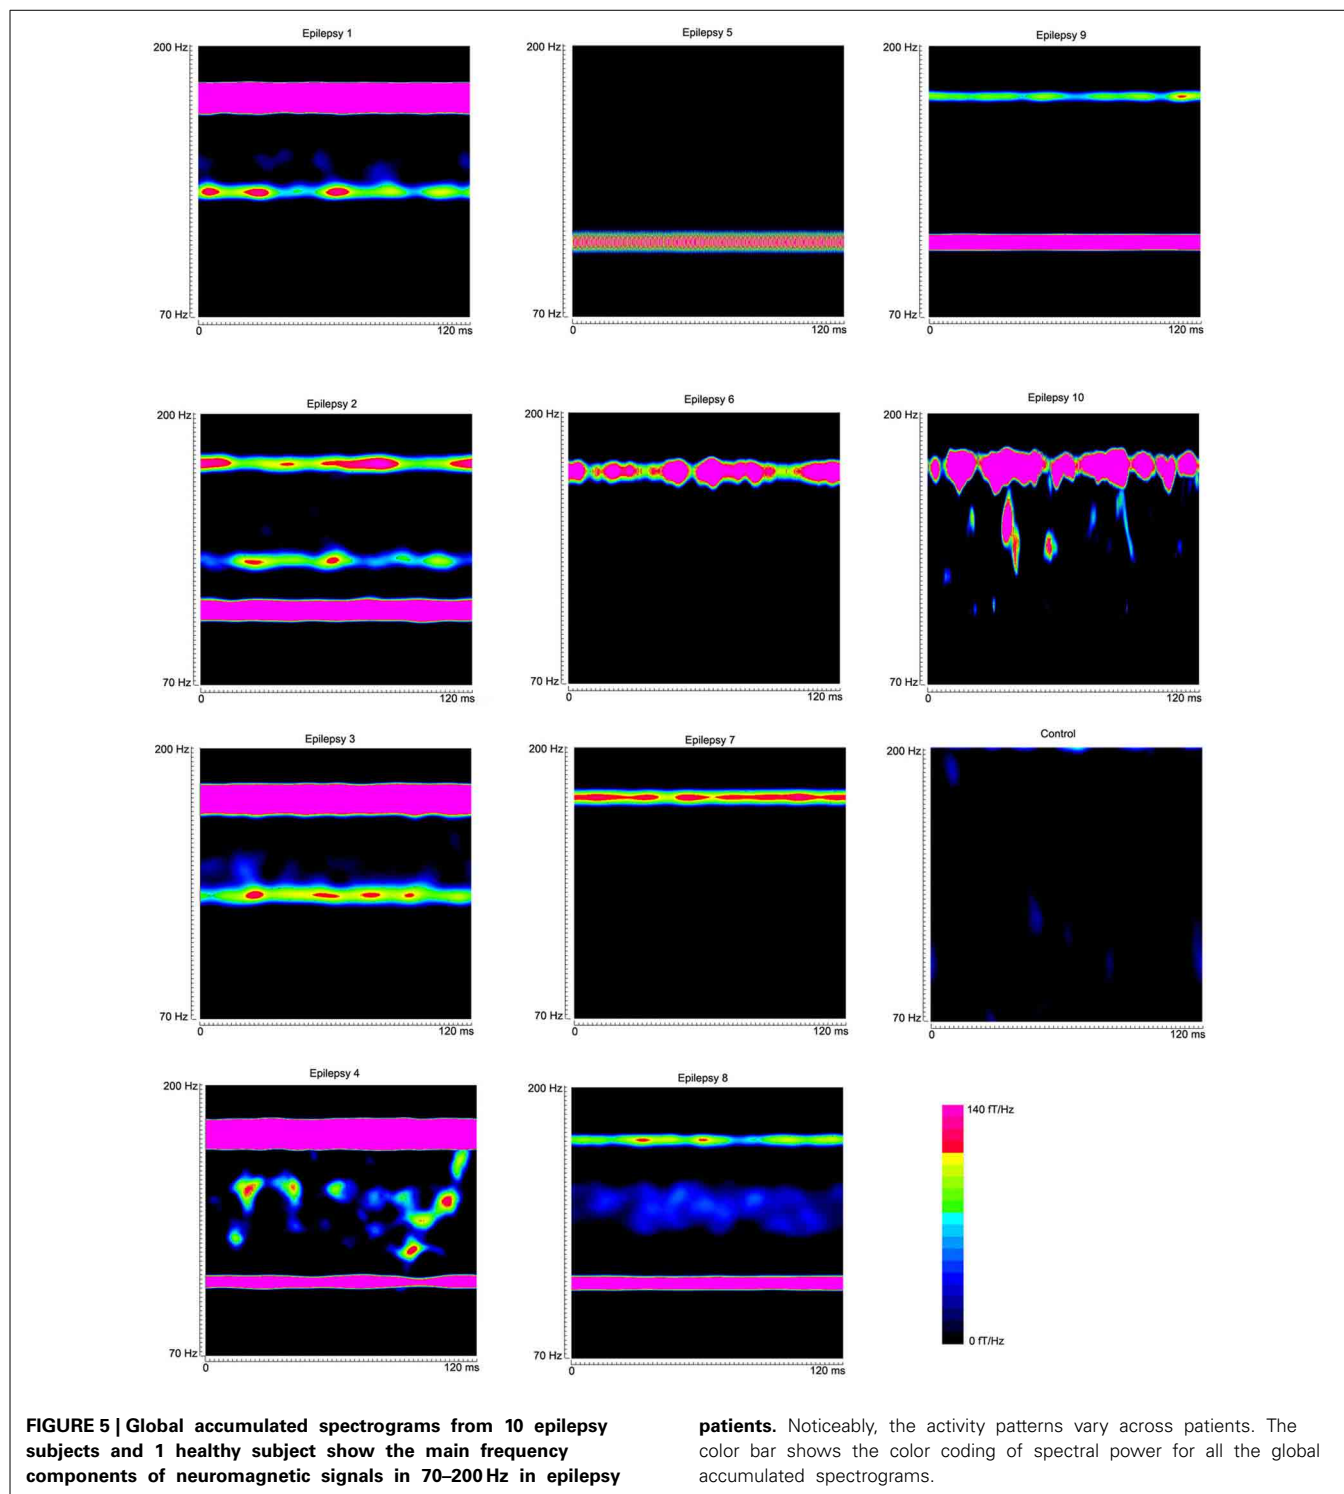 Epilepsy 1
200 Hz
70 Hz
0
120 ms
Epilepsy 5
200 Hz
70 Hz
0
120 ms
Epilepsy 9
200 Hz
70 Hz
0
120 ms
Epilepsy 2
200 Hz
70 Hz
0
120 ms
Epilepsy 6
200 Hz
70 Hz
0
120 ms
Epilepsy 10
200 Hz
70 Hz
0
120 ms
Epilepsy 3
200 Hz
70 Hz
0
120 ms
Epilepsy 7
200 Hz
70 Hz
0
120 ms
Control
200 Hz
70 Hz
0
120 ms
Epilepsy 4
200 Hz
70 Hz
0
120 ms
Epilepsy 8
200 Hz
70 Hz
0
120 ms
140 fT/Hz
0 fT/Hz
FIGURE 5 | Global accumulated spectrograms from 10 epilepsy
subjects and 1 healthy subject show the main frequency
components of neuromagnetic signals in 70–200 Hz in epilepsy
patients. Noticeably, the activity patterns vary across patients. The
color bar shows the color coding of spectral power for all the global
accumulated spectrograms.